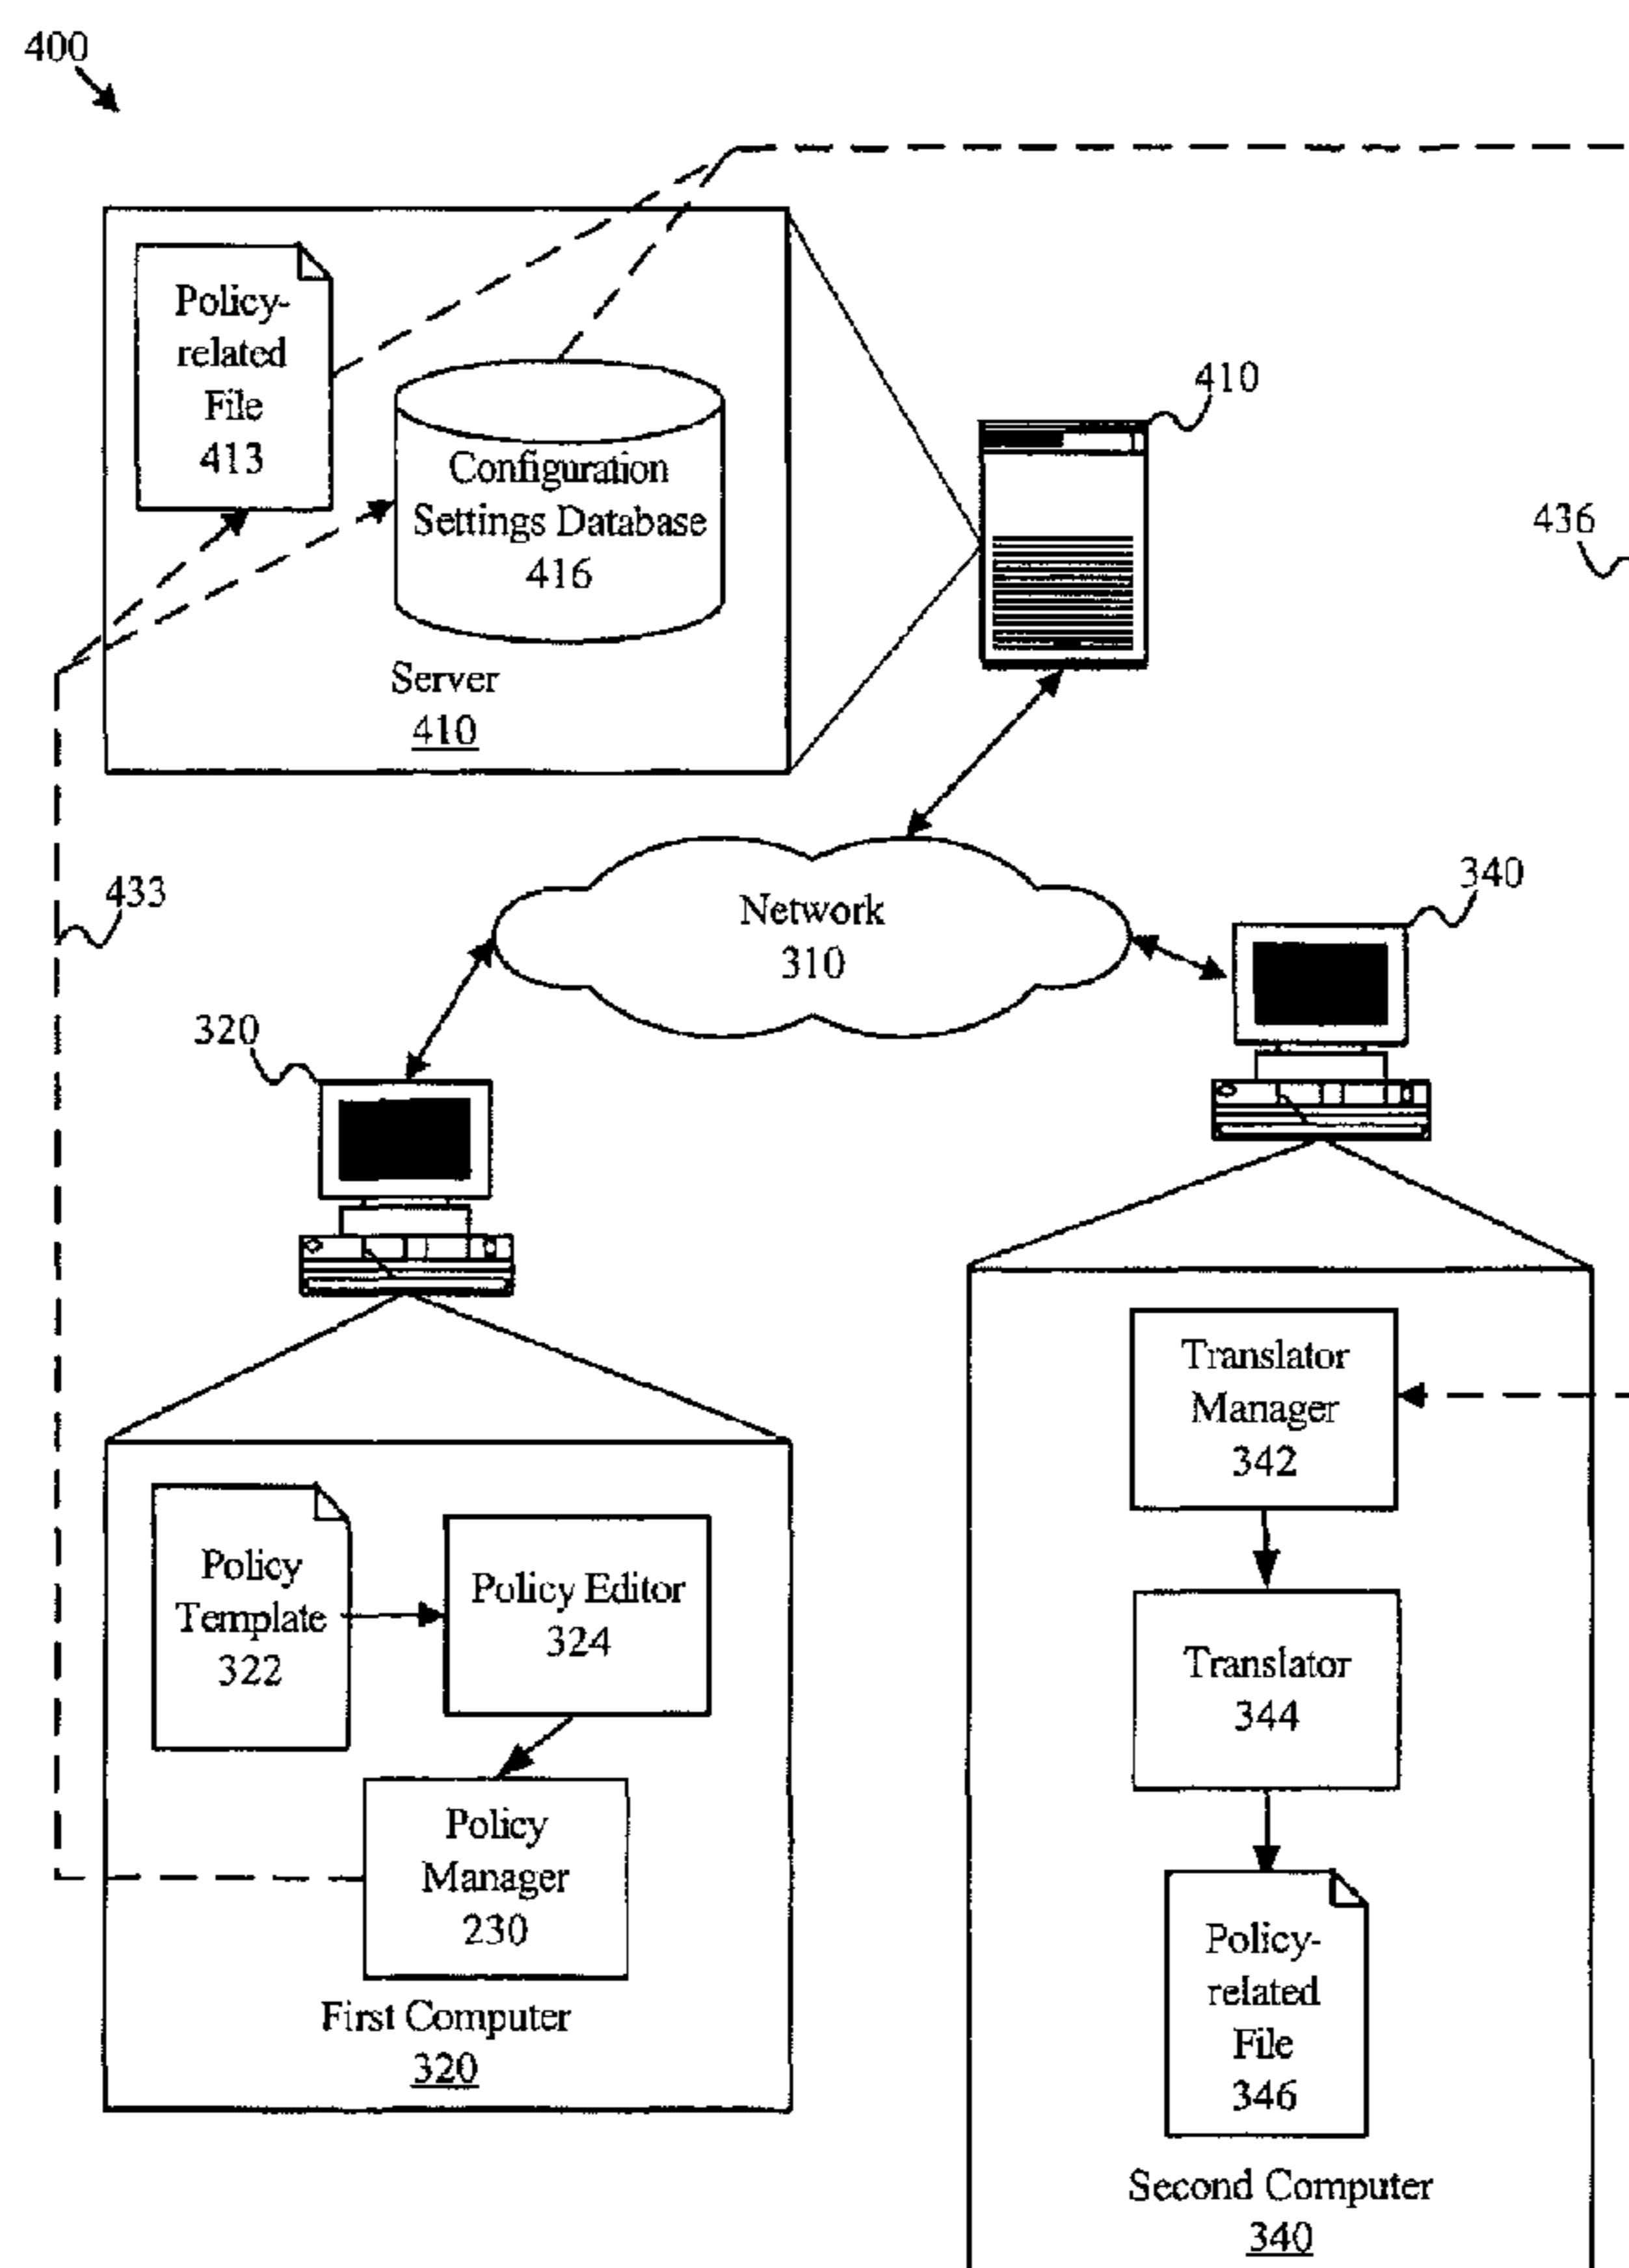 400
Policy-
related
File
413
Configuration
Settings Database
416
Server
410
410
436
433
Network
310
340
320
Policy
Template
322
Policy Editor
324
Policy
Manager
230
First Computer
320
Translator
Manager
342
Translator
344
Policy-
related
File
346
Second Computer
340